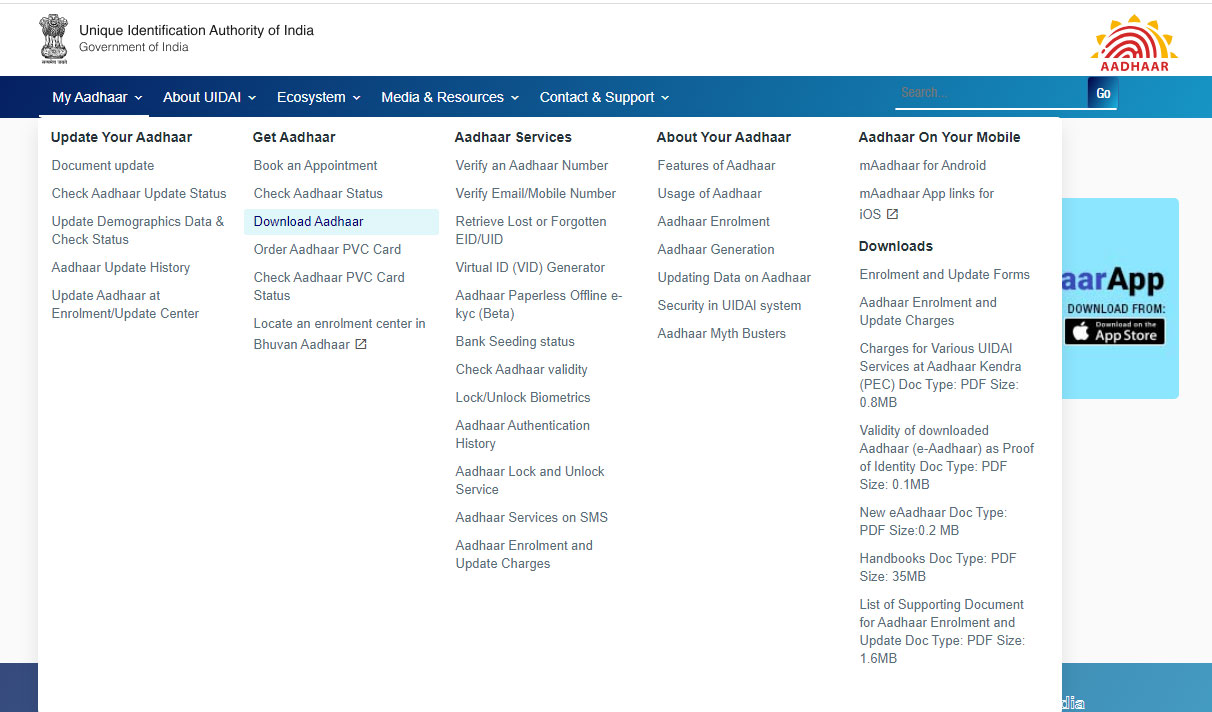 Unique Identification Authority of India
Government of India
सत्यमेव जयते
AADHAAR
My Aadhaar
About UIDAI
Ecosystem
Media & Resources
Contact & Support
Search...
Go
Update Your Aadhaar
Document update
Check Aadhaar Update Status
Update Demographics Data &
Check Status
Aadhaar Update History
Update Aadhaar at
Enrolment/Update Center
Get Aadhaar
Book an Appointment
Check Aadhaar Status
Download Aadhaar
Order Aadhaar PVC Card
Check Aadhaar PVC Card
Status
Locate an enrolment center in
Bhuvan Aadhaar
Aadhaar Services
Verify an Aadhaar Number
Verify Email/Mobile Number
Retrieve Lost or Forgotten
EID/UID
Virtual ID (VID) Generator
Aadhaar Paperless Offline e-
kyc (Beta)
Bank Seeding status
Check Aadhaar validity
Lock/Unlock Biometrics
Aadhaar Authentication
History
Aadhaar Lock and Unlock
Service
Aadhaar Services on SMS
Aadhaar Enrolment and
Update Charges
About Your Aadhaar
Features of Aadhaar
Usage of Aadhaar
Aadhaar Enrolment
Aadhaar Generation
Updating Data on Aadhaar
Security in UIDAI system
Aadhaar Myth Busters
Aadhaar On Your Mobile
mAadhaar for Android
mAadhaar App links for
iOS
Downloads
Enrolment and Update Forms
Aadhaar Enrolment and
Update Charges
Charges for Various UIDAI
Services at Aadhaar Kendra
(PEC) Doc Type: PDF Size:
0.8MB
Validity of downloaded
Aadhaar (e-Aadhaar) as Proof
of Identity Doc Type: PDF
Size: 0.1MB
New eAadhaar Doc Type:
PDF Size:0.2 MB
Handbooks Doc Type: PDF
Size: 35MB
List of Supporting Document
for Aadhaar Enrolment and
Update Doc Type: PDF Size:
1.6MB
aarApp
DOWNLOAD FROM:
Download on the
App Store
dia